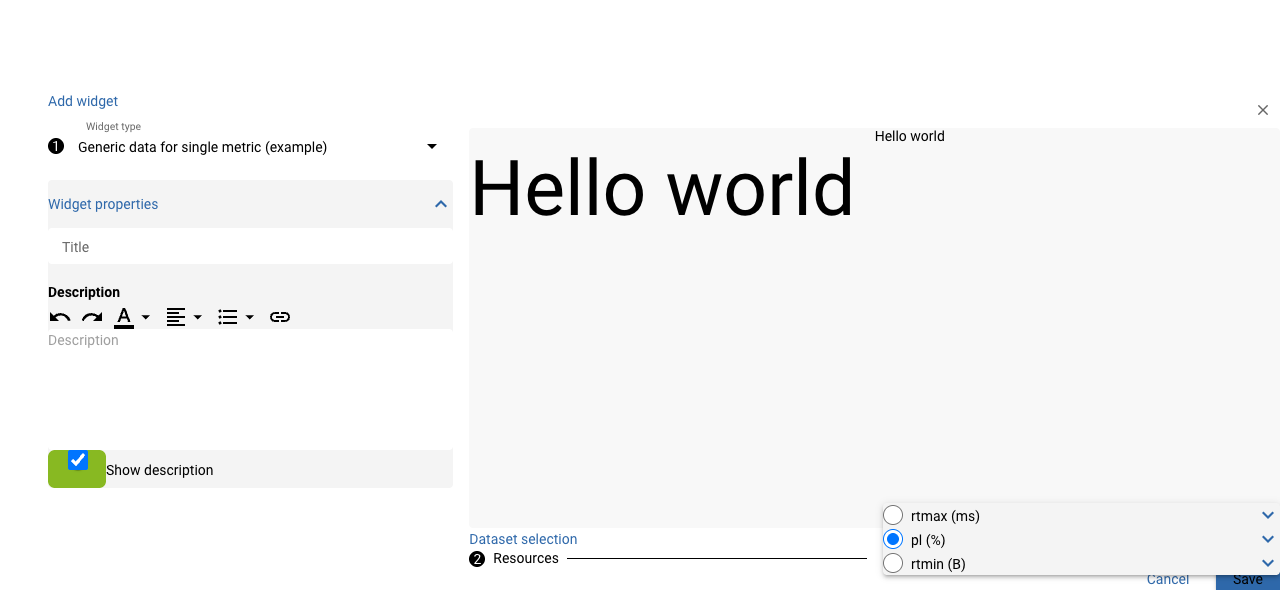 Add widget
Widget type
1 Generic data for single metric (example)
Widget properties
Title
Description
A
Description
Show description
Hello world
Hello world
Dataset selection
2 Resources
rtmax (ms)
pl (%)
rtmin (B)
Cancel
Save